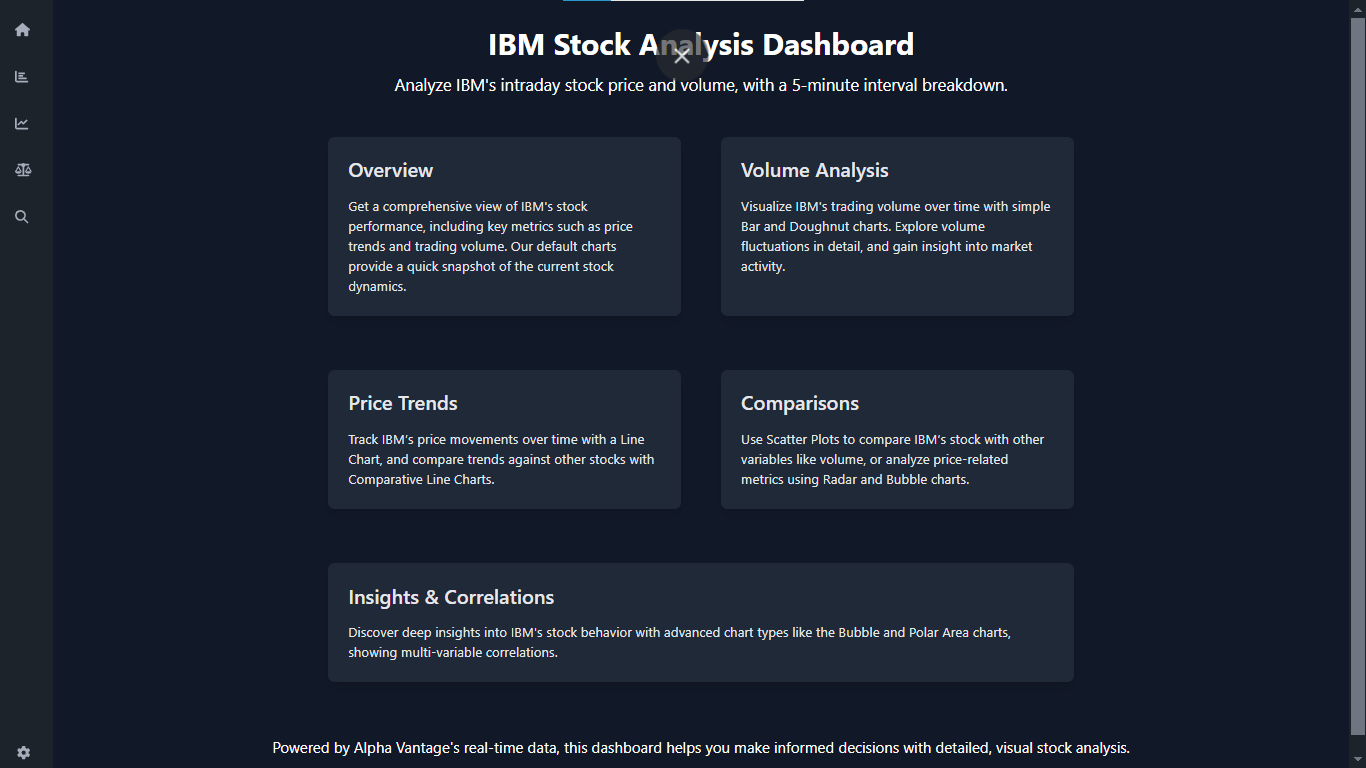 IBM Stock Analysis Dashboard
Analyze IBM's intraday stock price and volume, with a 5-minute interval breakdown.
Overview
Get a comprehensive view of IBM's stock
performance, including key metrics such as price
trends and trading volume. Our default charts
provide a quick snapshot of the current stock
dynamics.
Volume Analysis
Visualize IBM's trading volume over time with simple
Bar and Doughnut charts. Explore volume
fluctuations in detail, and gain insight into market
activity.
Price Trends
Track IBM's price movements over time with a Line
Chart, and compare trends against other stocks with
Comparative Line Charts.
Comparisons
Use Scatter Plots to compare IBM's stock with other
variables like volume, or analyze price-related
metrics using Radar and Bubble charts.
Insights & Correlations
Discover deep insights into IBM's stock behavior with advanced chart types like the Bubble and Polar Area charts,
showing multi-variable correlations.
Powered by Alpha Vantage's real-time data, this dashboard helps you make informed decisions with detailed, visual stock analysis.